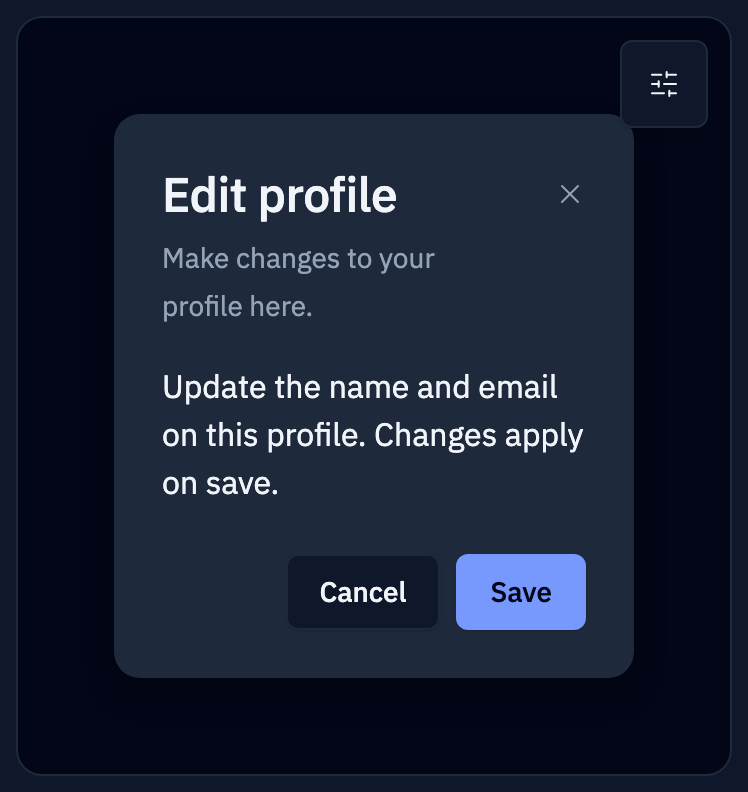 Edit profile
Make changes to your
profile here.
Update the name and email
on this profile. Changes apply
on save.
Cancel
Save